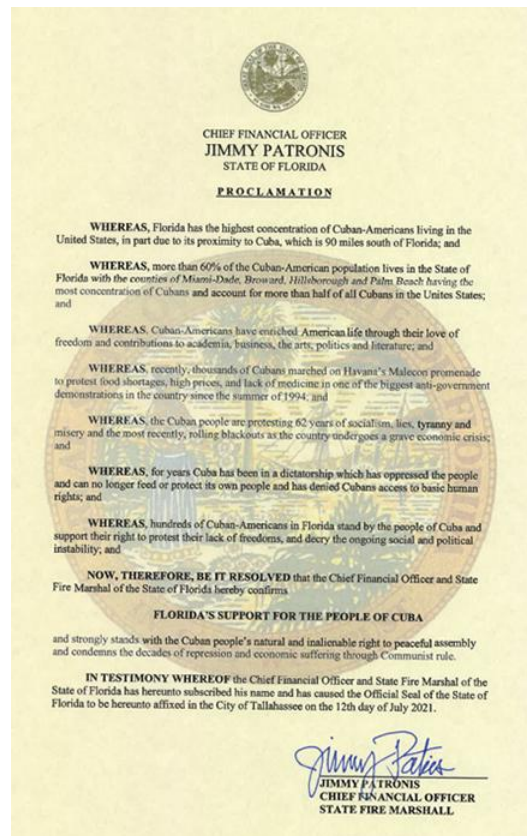 CHIEF FINANCIAL OFFICER
JIMMY PATRONIS
STATE OF FLORIDA
PROCLAMATION
WHEREAS, Florida has the highest concentration of Cuban-Americans living in the
United States, in part due to its proximity to Cuba, which is 90 miles south of Florida; and
WHEREAS, more than 60% of the Cuban-American population lives in the State of
Florida with the counties of Miami-Dade, Broward, Hillsborough and Palm Beach having the
most concentration of Cubans and account for more than half of all Cubans in the Unites States;
and
WHEREAS, Cuban-Americans have enriched American life through their love of
freedom and contributions to academia, business, the arts, politics and literature; and
WHEREAS, recently, thousands of Cubans marched on Havana's Malecon promenade
to protest food shortages, high prices, and lack of medicine in one of the biggest anti-government
demonstrations in the country since the summer of 1994; and
WHEREAS, the Cuban people are protesting 62 years of socialism, lies, tyranny and
misery and the most recently, rolling blackouts as the country undergoes a grave economic crisis;
and
WHEREAS, for years Cuba has been in a dictatorship which has oppressed the people
and can no longer feed or protect its own people and has denied Cubans access to basic human
rights; and
WHEREAS, hundreds of Cuban-Americans in Florida stand by the people of Cuba and
support their right to protest their lack of freedoms, and decry the ongoing social and political
instability; and
NOW, THEREFORE, BE IT RESOLVED that the Chief Financial Officer and State
Fire Marshal of the State of Florida hereby confirms
FLORIDA'S SUPPORT FOR THE PEOPLE OF CUBA
and strongly stands with the Cuban people's natural and inalienable right to peaceful assembly
and condemns the decades of repression and economic suffering through Communist rule.
IN TESTIMONY WHEREOF the Chief Financial Officer and State Fire Marshal of the
State of Florida has hereunto subscribed his name and has caused the Official Seal of the State of
Florida to be hereunto affixed in the City of Tallahassee on the 12th day of July 2021.
JIMMY PATRONIS
CHIEF FINANCIAL OFFICER
STATE FIRE MARSHALL